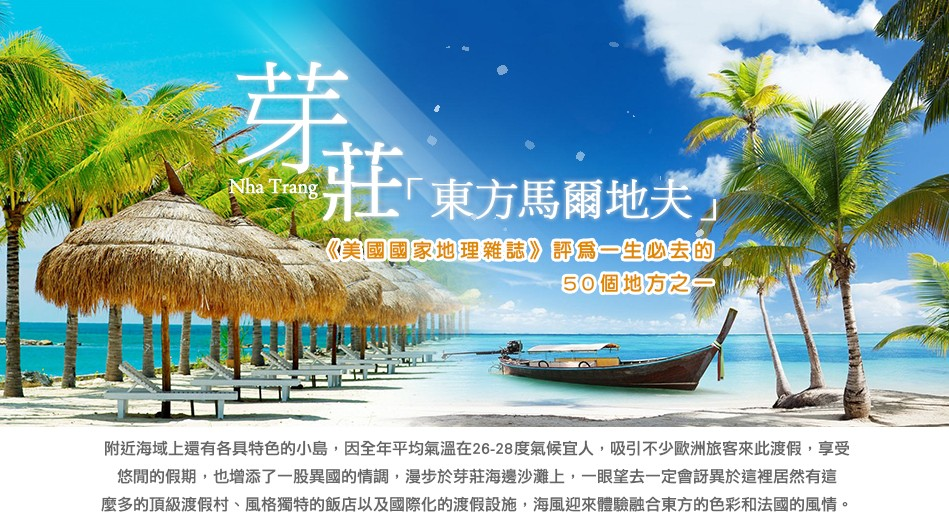 芽莊
Nha Trang
「東方馬爾地夫」
《美國國家地理雜誌》評為一生必去的
50個地方之一
附近海域上還有各具特色的小島，因全年平均氣溫在26-28度氣候宜人，吸引不少歐洲旅客來此渡假，享受
悠閒的假期，也增添了一股異國的情調，漫步於芽莊海邊沙灘上，一眼望去一定會訝異於這裡居然有這
麼多的頂級渡假村、風格獨特的飯店以及國際化的渡假設施，海風迎來體驗融合東方的色彩和法國的風情。